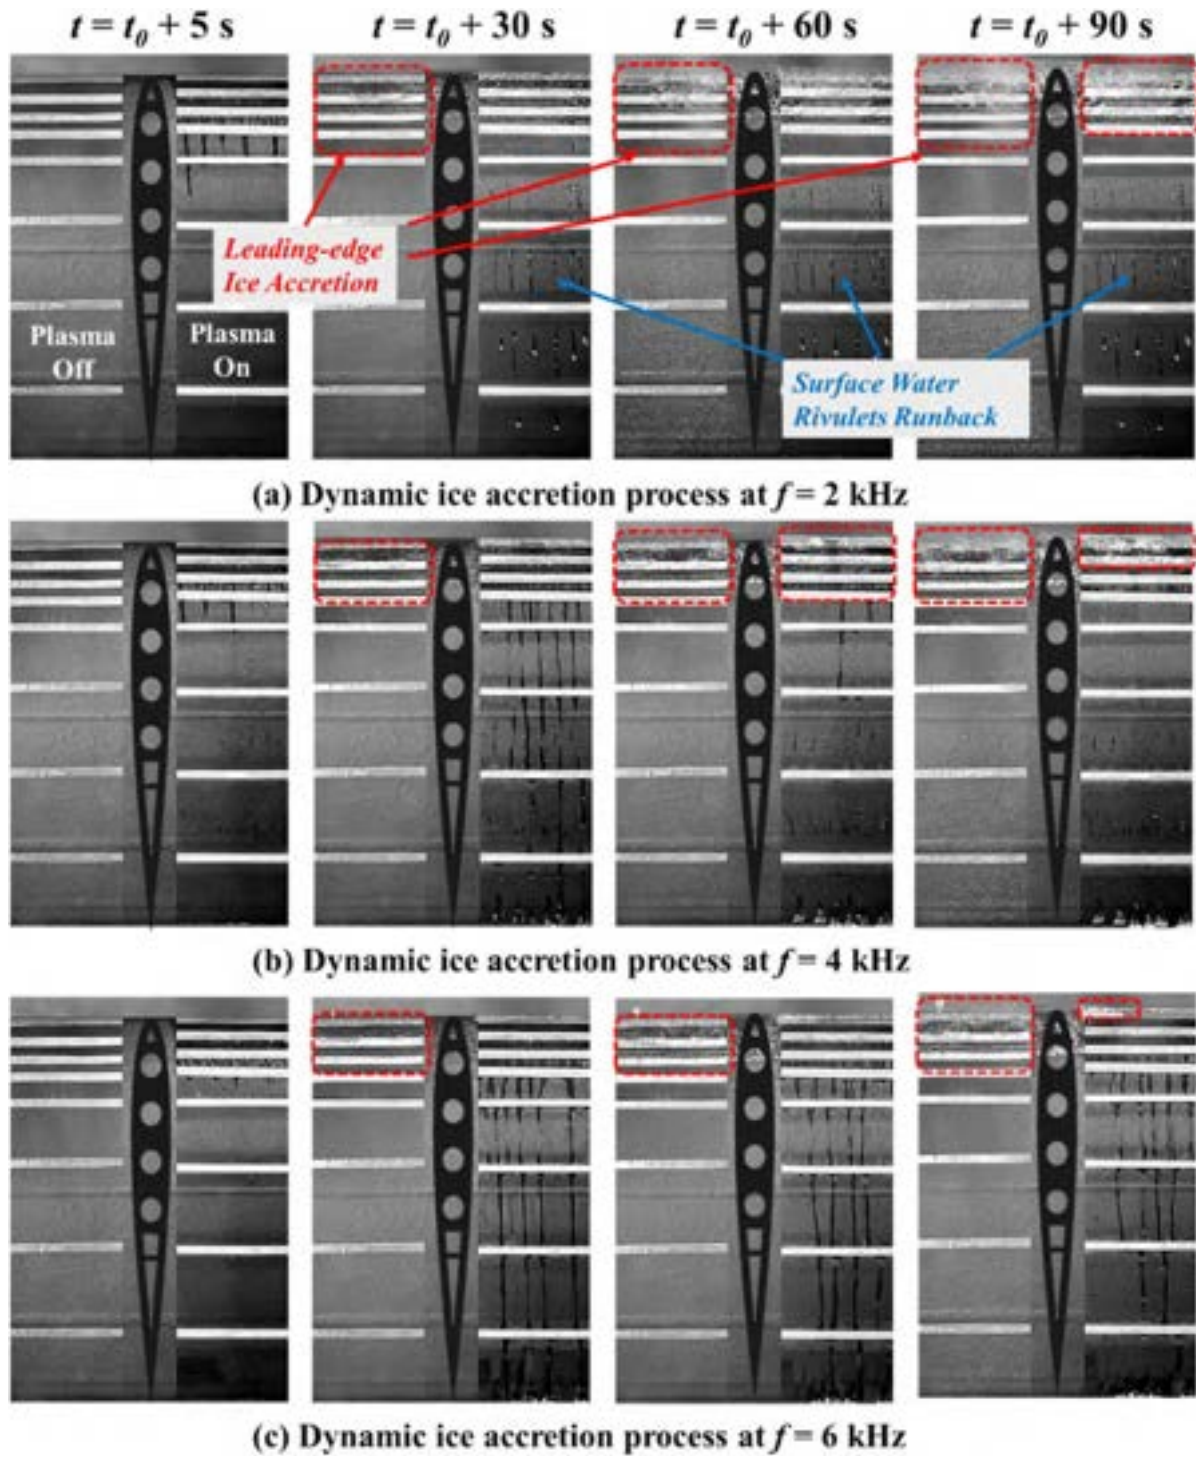 t = t0 + 5 s
t = t0 + 30 s
t = t0 + 60 s
t = t0 + 90 s
Leading-edge
Ice Accretion
Plasma
Off
Plasma
On
Surface Water
Rivulets Runback
(a) Dynamic ice accretion process at f = 2 kHz
(b) Dynamic ice accretion process at f = 4 kHz
(c) Dynamic ice accretion process at f = 6 kHz